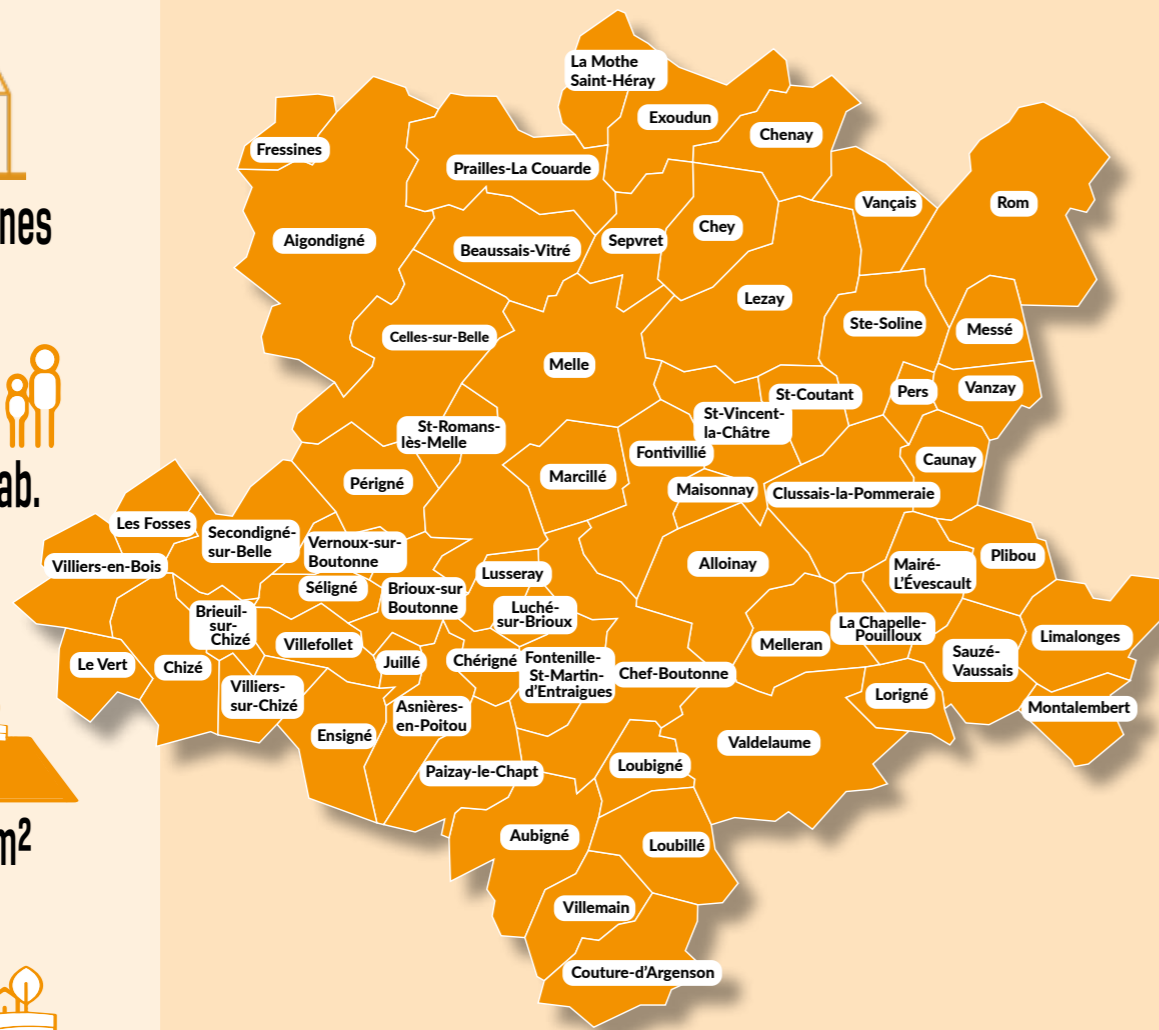 nes
ab.
m²
La Mothe
Saint-Héray
Exoudun
Chenay
Fressines
Prailles-La Couarde
Vançais
Rom
Aigondigné
Beaussais-Vitré
Sepvret
Chey
Lezay
Ste-Soline
Messé
Celles-sur-Belle
Melle
Pers
Vanzay
St-Coutant
St-Vincent-
la-Châtre
St-Romans-
lès-Melle
Fontivillié
Caunay
Périgné
Marcillé
Maisonnay
Clussais-la-Pommeraie
Les Fosses
Secondigné-
sur-Belle
Vernoux-sur-
Boutonne
Villiers-en-Bois
Lusseray
Alloinay
Mairé-
L’Évescault
Plibou
Séligné
Brioux-sur
Boutonne
Luché-
sur-Brioux
Brieuil-
sur-
Chizé
Villefollet
La Chapelle-
Pouilloux
Melleran
Limalonges
Le Vert
Chizé
Juillé
Chérigné
Fontenille-
St-Martin-
d’Entraigues
Chef-Boutonne
Sauzé-
Vaussais
Villiers-
sur-Chizé
Lorigné
Montalembert
Asnières-
en-Poitou
Ensigné
Valdelaume
Paizay-le-Chapt
Loubigné
Aubigné
Loubillé
Villemain
Couture-d’Argenson